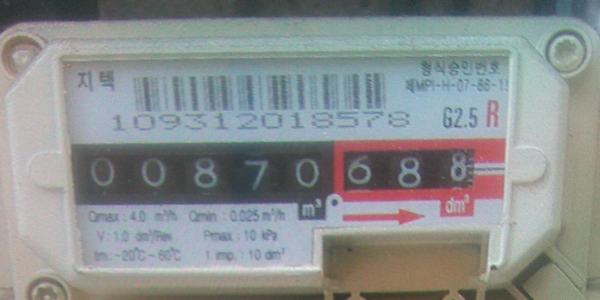 지텍
형식승인번호
제MPI-H-07-86-1
109312018578
G2.5 R
00870 688
m³ dm³
Qmax : 4.0 m³/h Qmin : 0.025 m³/h
V : 1.0 dm³/Rev Pmax : 10 kPa
tm : -20℃~60℃ 1 imp. : 10 dm³